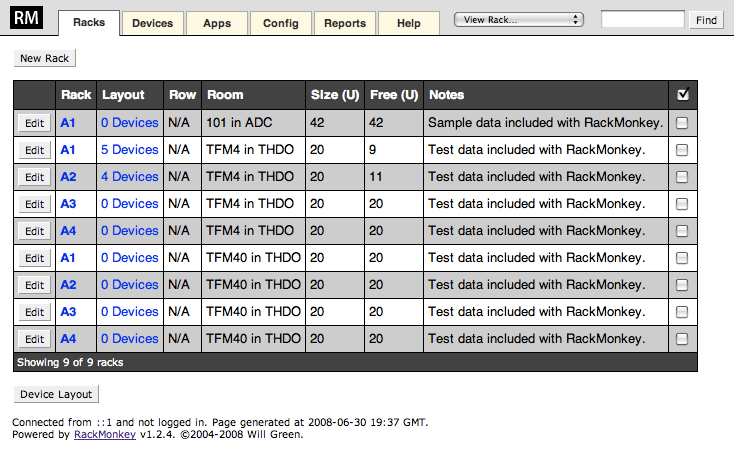 RM Racks Devices Apps Config Reports Help View Rack... Find
New Rack
Rack Layout Row Room Size (U) Free (U) Notes
Edit A1 0 Devices N/A 101 in ADC 42 42 Sample data included with RackMonkey.
Edit A1 5 Devices N/A TFM4 in THDO 20 9 Test data included with RackMonkey.
Edit A2 4 Devices N/A TFM4 in THDO 20 11 Test data included with RackMonkey.
Edit A3 0 Devices N/A TFM4 in THDO 20 20 Test data included with RackMonkey.
Edit A4 0 Devices N/A TFM4 in THDO 20 20 Test data included with RackMonkey.
Edit A1 0 Devices N/A TFM40 in THDO 20 20 Test data included with RackMonkey.
Edit A2 0 Devices N/A TFM40 in THDO 20 20 Test data included with RackMonkey.
Edit A3 0 Devices N/A TFM40 in THDO 20 20 Test data included with RackMonkey.
Edit A4 0 Devices N/A TFM40 in THDO 20 20 Test data included with RackMonkey.
Showing 9 of 9 racks
Device Layout
Connected from ::1 and not logged in. Page generated at 2008-06-30 19:37 GMT.
Powered by RackMonkey v1.2.4. ©2004-2008 Will Green.